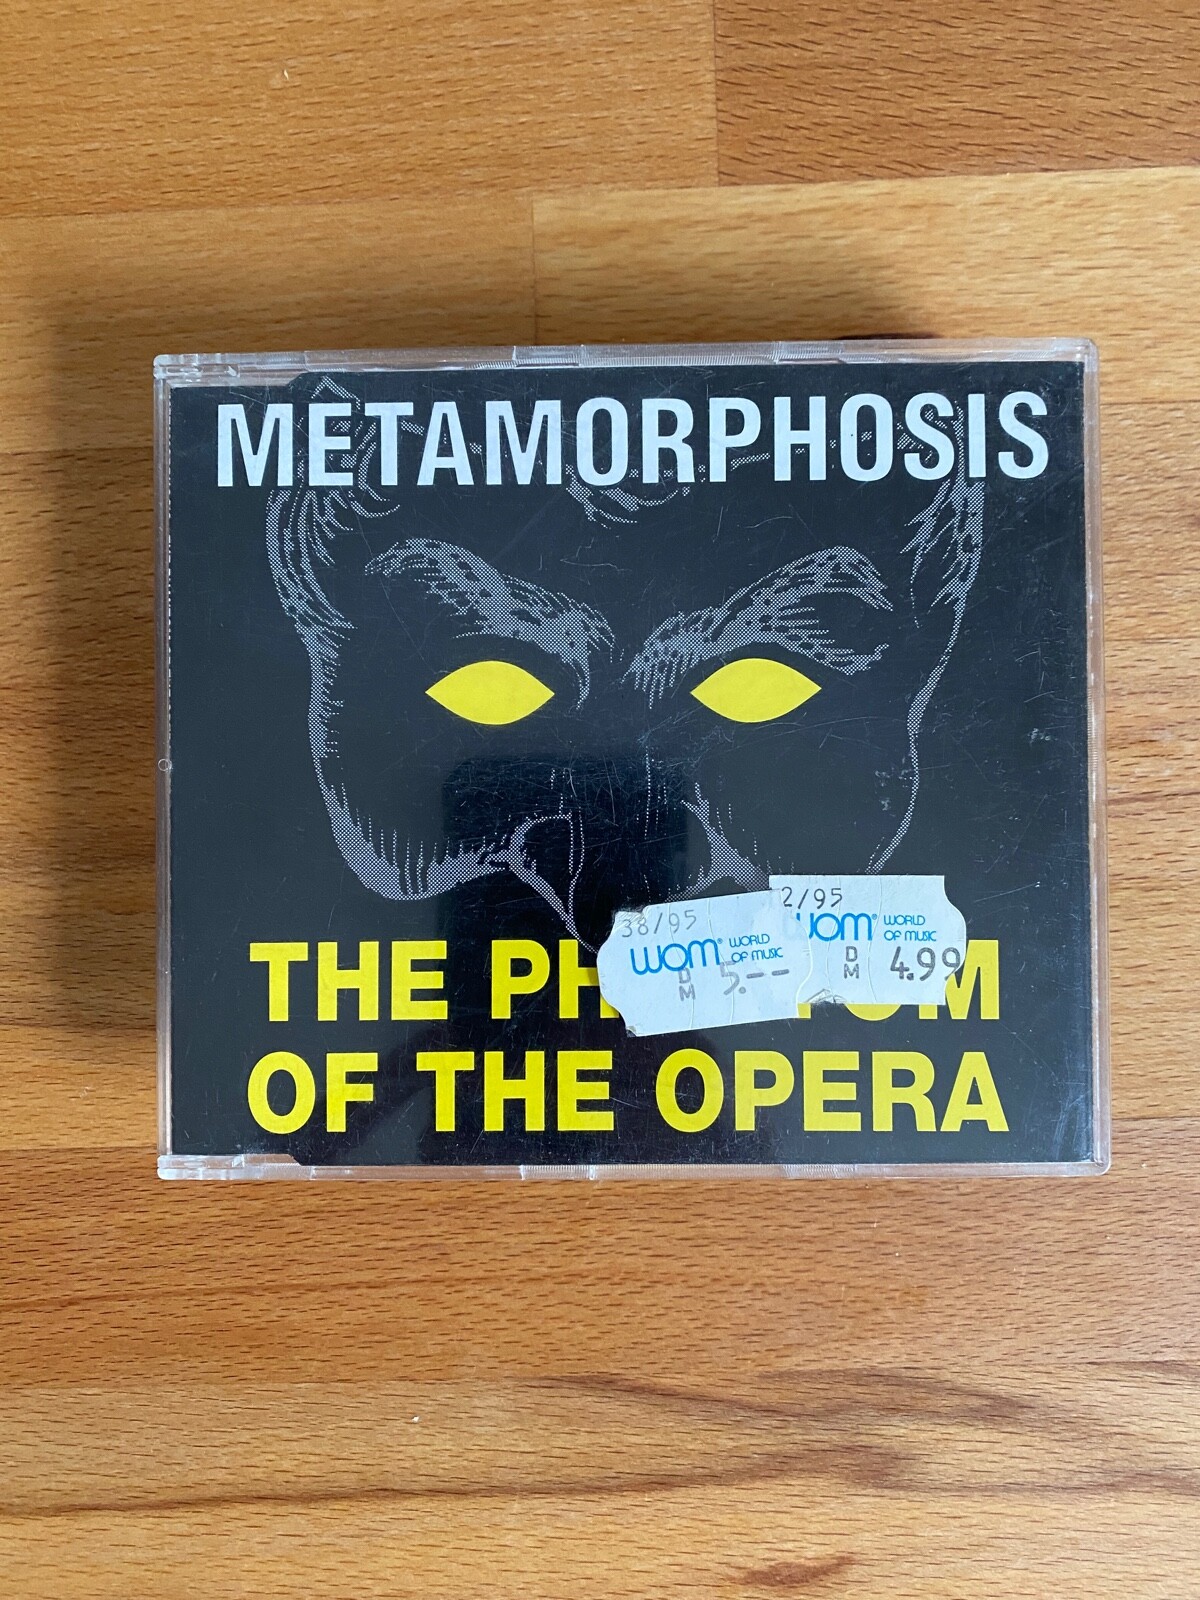 METAMORPHOSIS
THE PH OM
OF THE OPERA
38/95
wom® WORLD
OF MUSIC
DM 5.--
2/95
wom® WORLD
OF MUSIC
DM 4.99